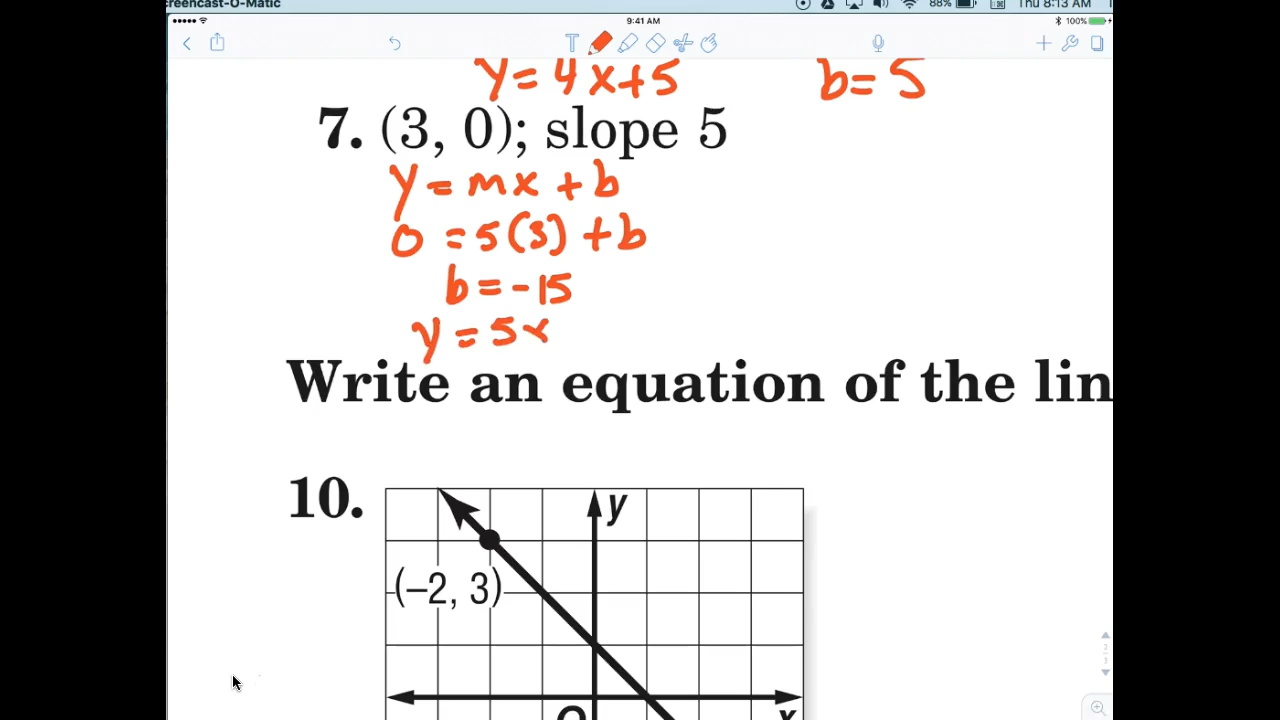 creencast-O-Matic
88%
Thu 8:13 AM
9:41 AM
100%
T
y=4x+5
b=5
7. (3, 0); slope 5
y=mx+b
0=5(3)+b
b=-15
y=5x
Write an equation of the lin
10.
y
(–2, 3)
O
x